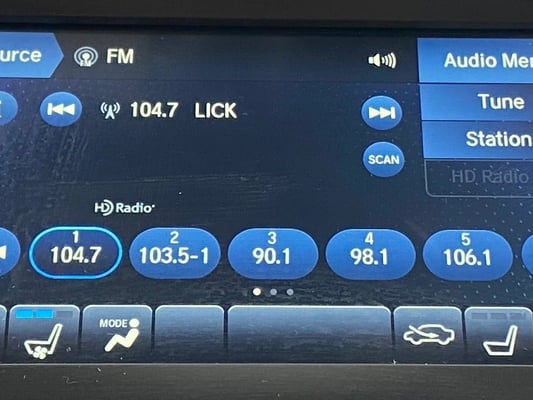 urce FM Audio Me
104.7 LICK Tune
SCAN Station
HD Radio
HD Radio
1 2 3 4 5
104.7 103.5-1 90.1 98.1 106.1
MODE